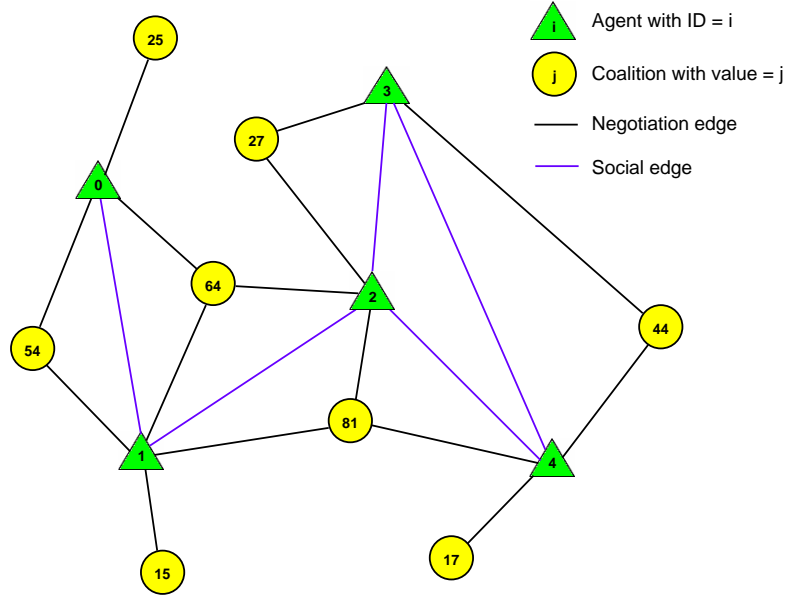 25
i
Agent with ID = i
j
Coalition with value = j
3
27
Negotiation edge
Social edge
0
64
2
44
54
81
1
4
17
15